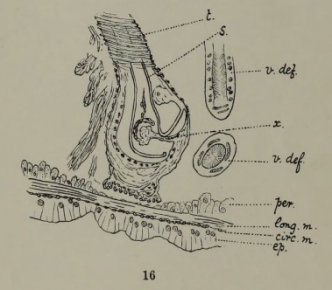 t.
s.
v. def.
x.
v. def.
per.
long. m.
circ. m.
ep.
16